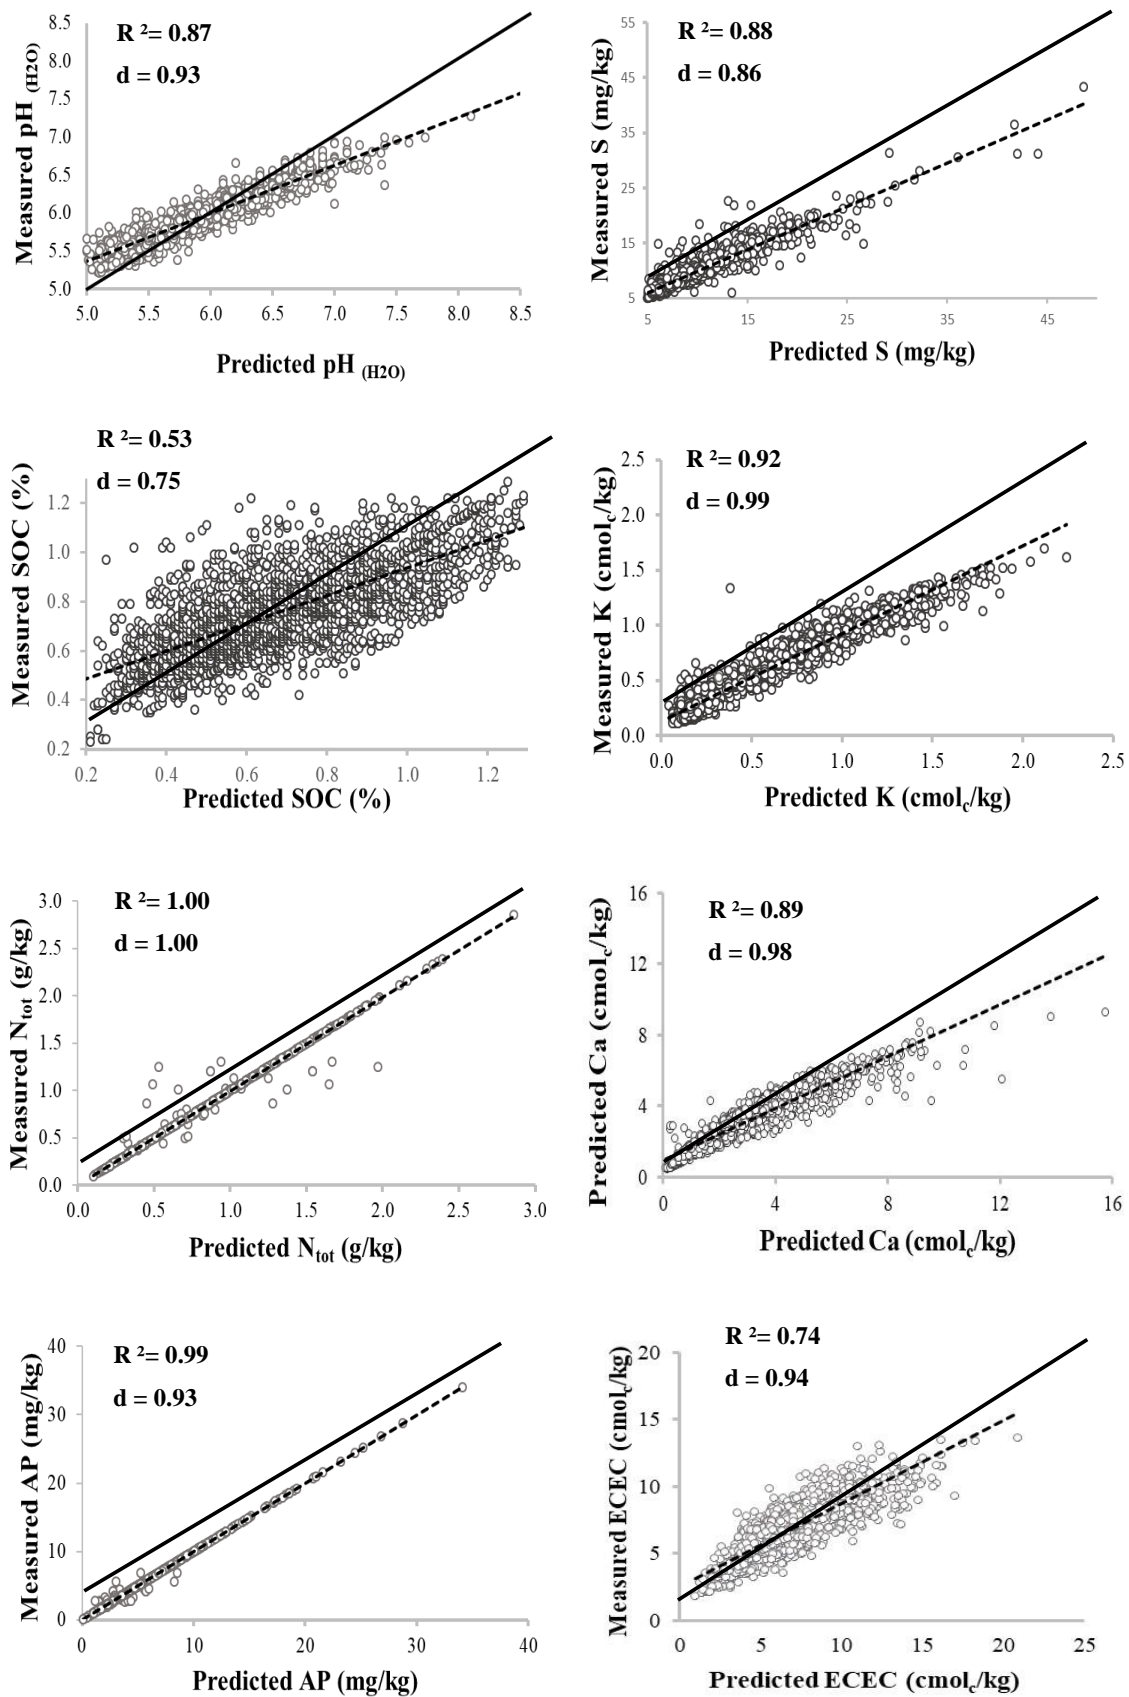 R ²= 0.87
d = 0.93
Measured pH (H2O)
8.5
8.0
7.5
7.0
6.5
6.0
5.5
5.0
5.0 5.5 6.0 6.5 7.0 7.5 8.0 8.5
Predicted pH (H2O)
R ²= 0.88
d = 0.86
Measured S (mg/kg)
55
45
35
25
15
5
5 15 25 35 45
Predicted S (mg/kg)
R ²= 0.53
d = 0.75
Measured SOC (%)
1.2
1.0
0.8
0.6
0.4
0.2
0.2 0.4 0.6 0.8 1.0 1.2
Predicted SOC (%)
R ²= 0.92
d = 0.99
Measured K (cmolc/kg)
2.5
2.0
1.5
1.0
0.5
0.0
0.0 0.5 1.0 1.5 2.0 2.5
Predicted K (cmolc/kg)
R ²= 1.00
d = 1.00
Measured Ntot (g/kg)
3.0
2.5
2.0
1.5
1.0
0.5
0.0
0.0 0.5 1.0 1.5 2.0 2.5 3.0
Predicted Ntot (g/kg)
R ²= 0.89
d = 0.98
Predicted Ca (cmolc/kg)
16
12
8
4
0
0 4 8 12 16
Predicted Ca (cmolc/kg)
R ²= 0.99
d = 0.93
Measured AP (mg/kg)
40
30
20
10
0
0 10 20 30 40
Predicted AP (mg/kg)
R ²= 0.74
d = 0.94
Measured ECEC (cmolc/kg)
20
15
10
5
0
0 5 10 15 20 25
Predicted ECEC (cmolc/kg)